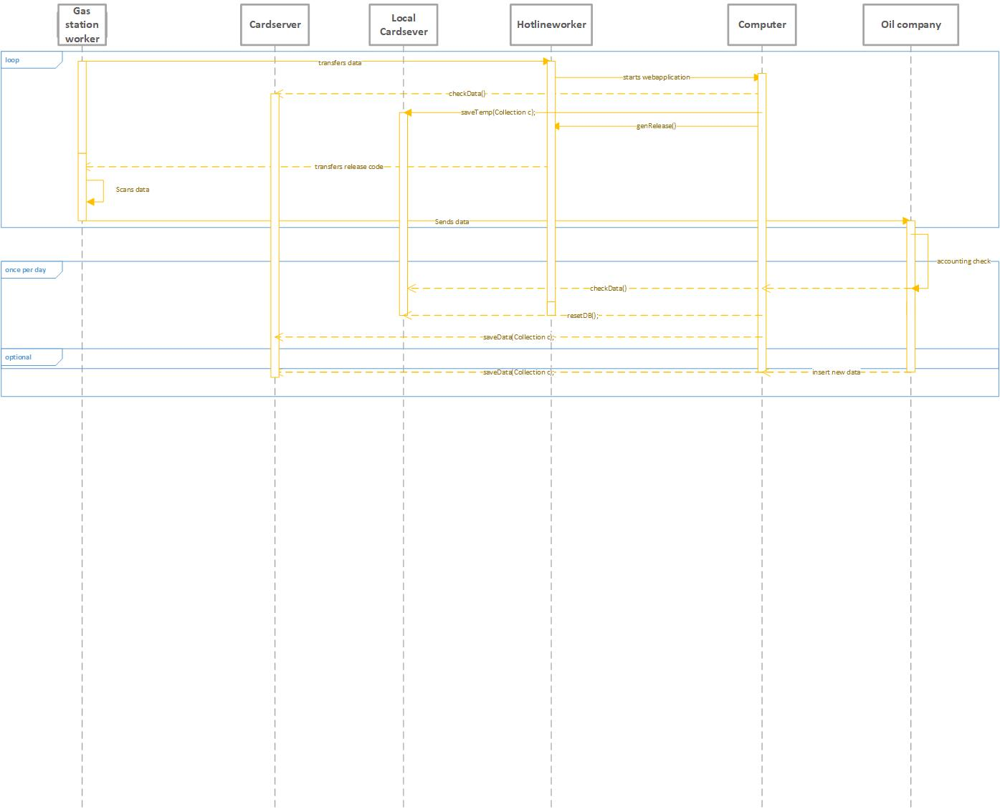 Gas
station
worker
Cardserver
Local
Cardsever
Hotlineworker
Computer
Oil company
loop
transfers data
starts webapplication
checkData()
saveTemp(Collection c);
genRelease()
transfers release code
Scans data
Sends data
accounting check
once per day
checkData()
resetDB();
saveData(Collection c);
optional
saveData(Collection c);
insert new data